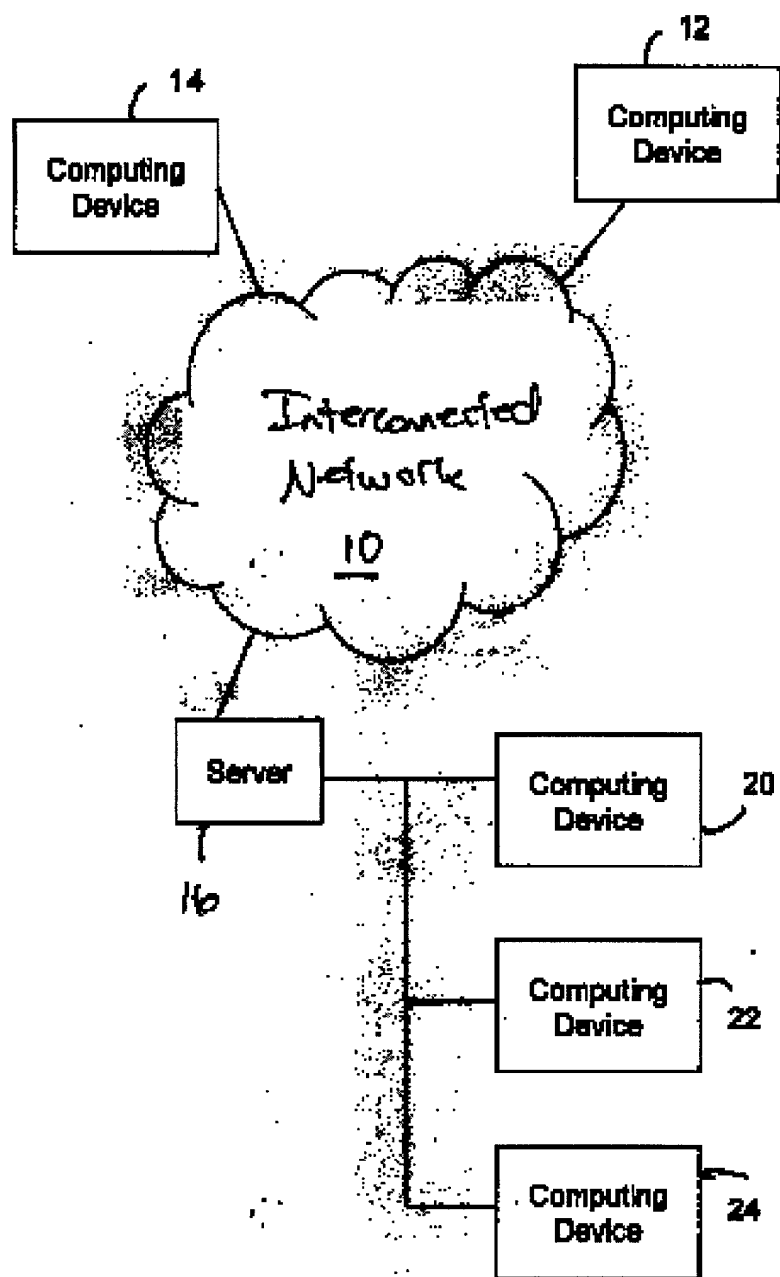 14
Computing
Device
12
Computing
Device
Interconnected
Network
10
Server
16
Computing
Device
20
Computing
Device
22
Computing
Device
24